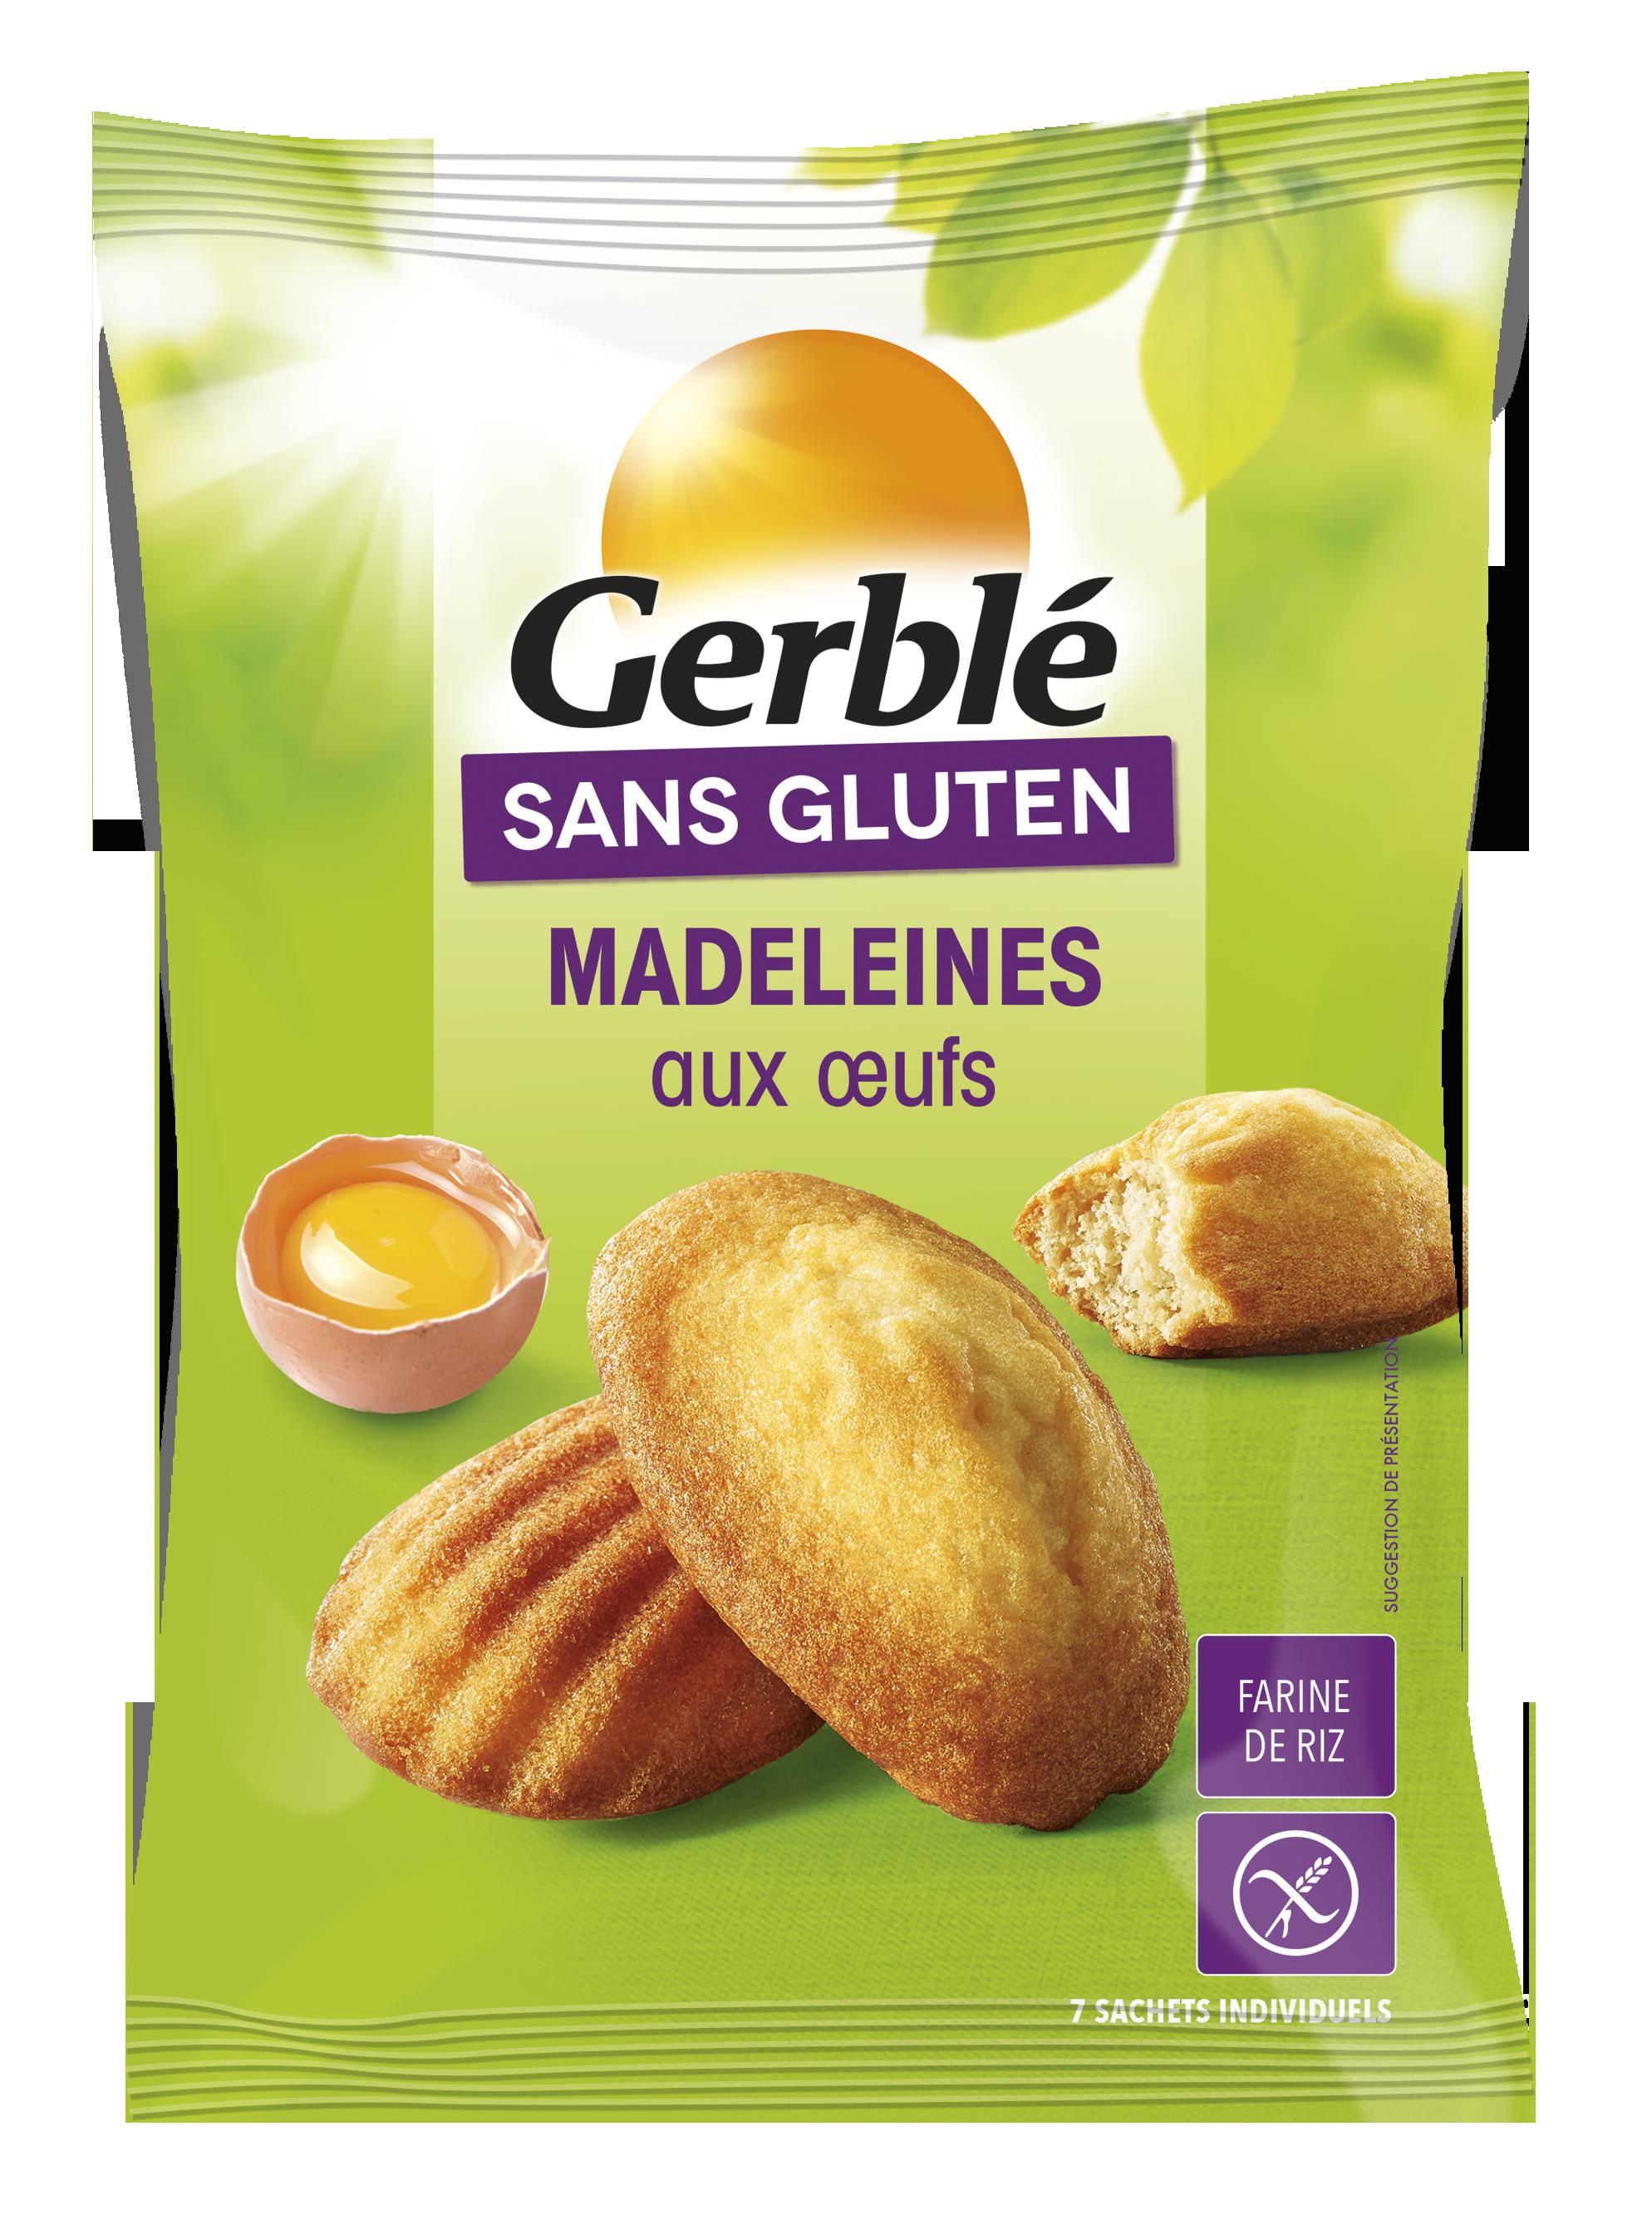 Gerblé
SANS GLUTEN
MADELEINES
aux œufs
SUGGESTION DE PRÉSENTATION
FARINE
DE RIZ
7 SACHETS INDIVIDUELS